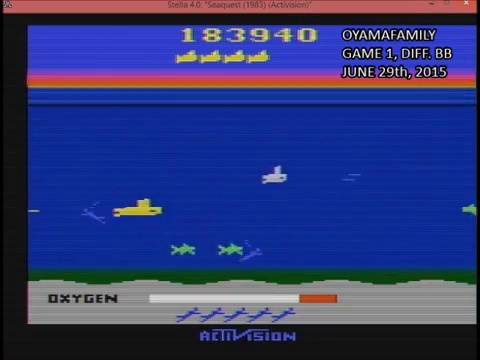 Stella 4.0: "Seaquest (1983) (Activision)"
183940
OYAMAFAMILY
GAME 1, DIFF. BB
JUNE 29th, 2015
OXYGEN
ACTIVISION